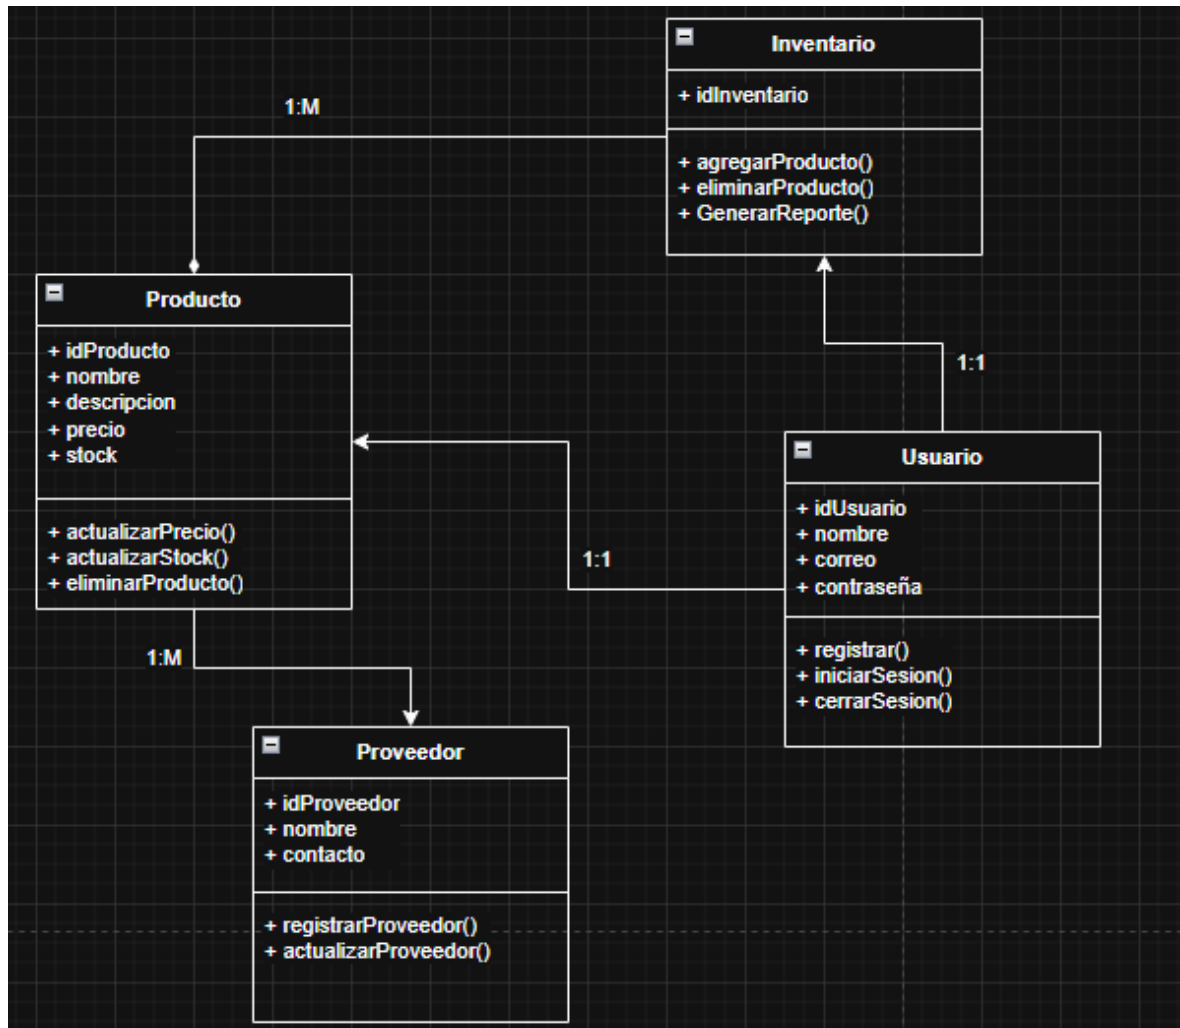 Inventario
+ idInventario
+ agregarProducto()
+ eliminarProducto()
+ GenerarReporte()
1:M
Producto
+ idProducto
+ nombre
+ descripcion
+ precio
+ stock
+ actualizarPrecio()
+ actualizarStock()
+ eliminarProducto()
1:1
Usuario
+ idUsuario
+ nombre
+ correo
+ contraseña
+ registrar()
+ iniciarSesion()
+ cerrarSesion()
1:1
1:M
Proveedor
+ idProveedor
+ nombre
+ contacto
+ registrarProveedor()
+ actualizarProveedor()